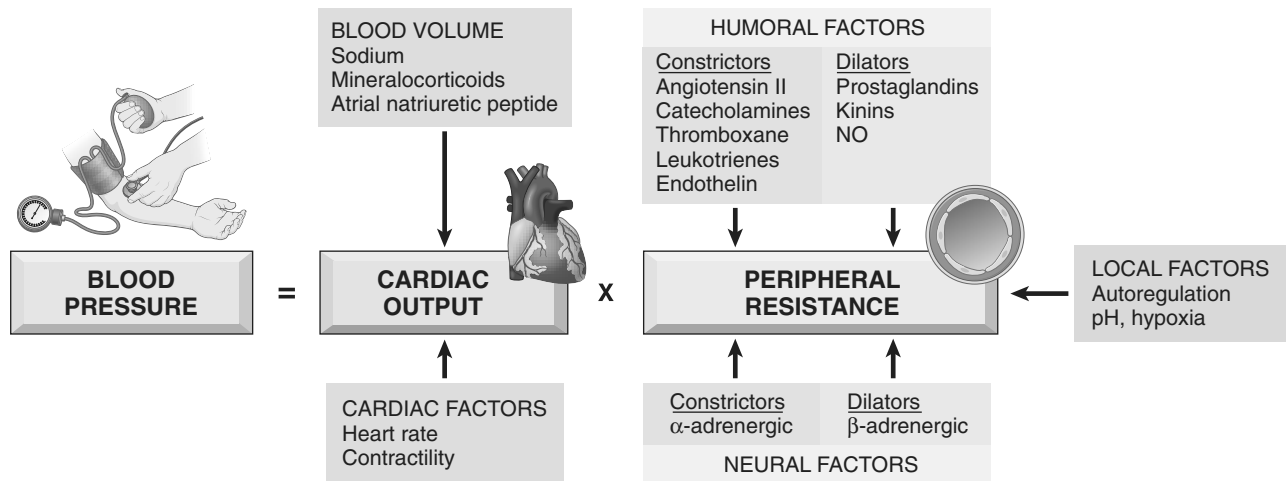 BLOOD VOLUME
Sodium
Mineralocorticoids
Atrial natriuretic peptide
HUMORAL FACTORS
Constrictors
Angiotensin II
Catecholamines
Thromboxane
Leukotrienes
Endothelin
Dilators
Prostaglandins
Kinins
NO
BLOOD
PRESSURE
=
CARDIAC
OUTPUT
x
PERIPHERAL
RESISTANCE
LOCAL FACTORS
Autoregulation
pH, hypoxia
CARDIAC FACTORS
Heart rate
Contractility
Constrictors
α-adrenergic
Dilators
β-adrenergic
NEURAL FACTORS